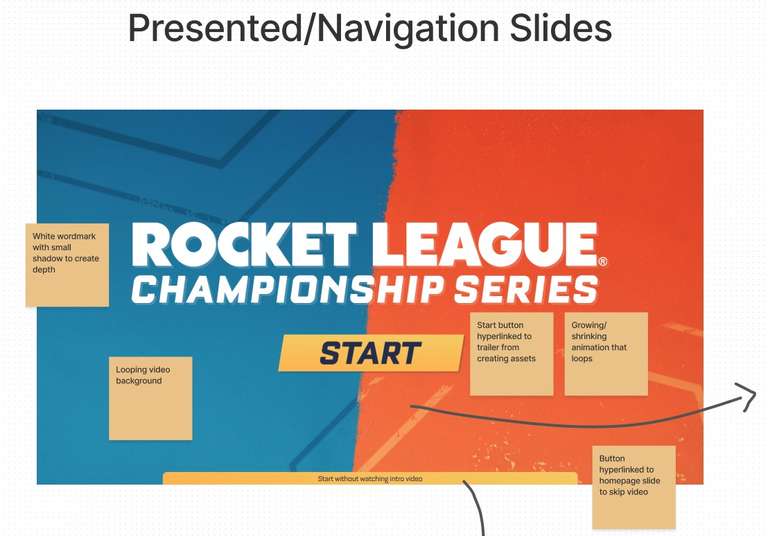 Presented/Navigation Slides
White wordmark
with small
shadow to create
depth
ROCKET LEAGUE®
CHAMPIONSHIP SERIES
START
Start button
hyperlinked to
trailer from
creating assets
Growing/
shrinking
animation that
loops
Looping video
background
Button
hyperlinked to
homepage slide
to skip video
Start without watching intro video